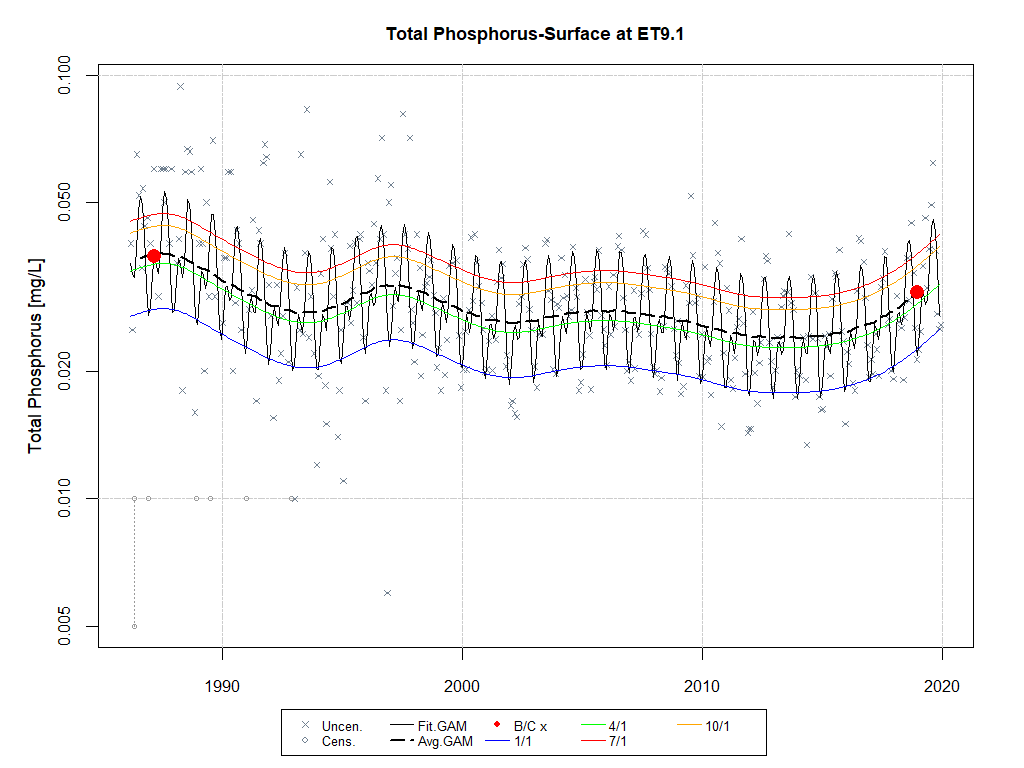 Total Phosphorus-Surface at ET9.1
Total Phosphorus [mg/L]
0.100
0.050
0.020
0.010
0.005
1990 2000 2010 2020
Uncen. Fit.GAM B/C x 4/1 10/1
Cens. Avg.GAM 1/1 7/1